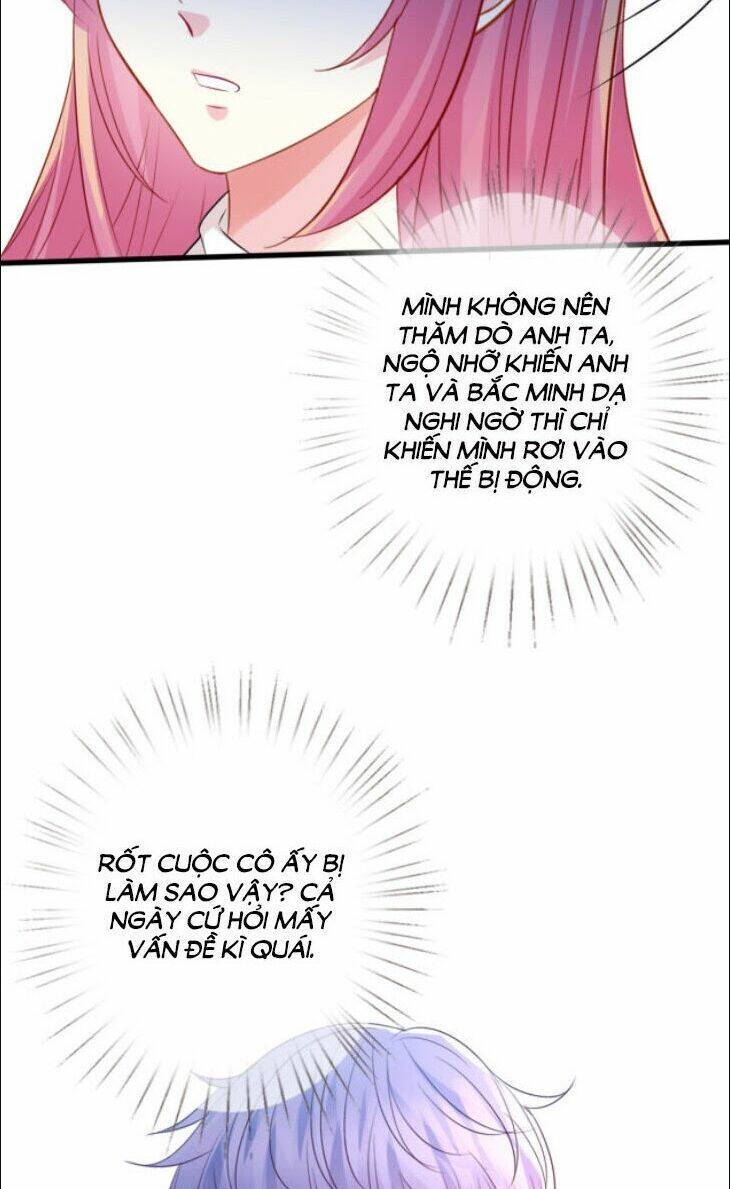 MÌNH KHÔNG NÊN
THĂM DÒ ANH TA,
NGỘ NHỠ KHIẾN ANH
TA VÀ BẮC MINH DẠ
NGHI NGỜ THÌ CHỈ
KHIẾN MÌNH RƠI VÀO
THẾ BỊ ĐỘNG.
RỐT CUỘC CÔ ẤY BỊ
LÀM SAO VẬY? CẢ
NGÀY CỨ HỎI MẤY
VẤN ĐỀ KÌ QUÁI.